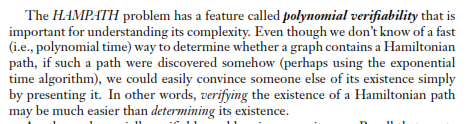 The HAMPATH problem has a feature called polynomial verifiability that is
important for understanding its complexity. Even though we don't know of a fast
(i.e., polynomial time) way to determine whether a graph contains a Hamiltonian
path, if such a path were discovered somehow (perhaps using the exponential
time algorithm), we could easily convince someone else of its existence simply
by presenting it. In other words, verifying the existence of a Hamiltonian path
may be much easier than determining its existence.